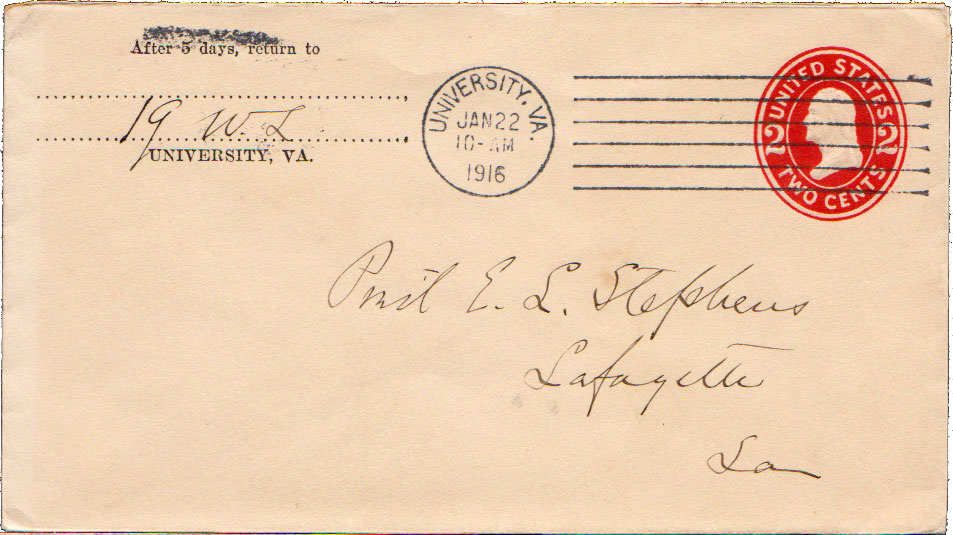 After 5 days, return to
19 W. L
UNIVERSITY, VA.
UNIVERSITY, VA.
JAN 22
10-AM
1916
UNITED STATES
2 2
TWO CENTS
E. L. Stephens
Lafayette
La